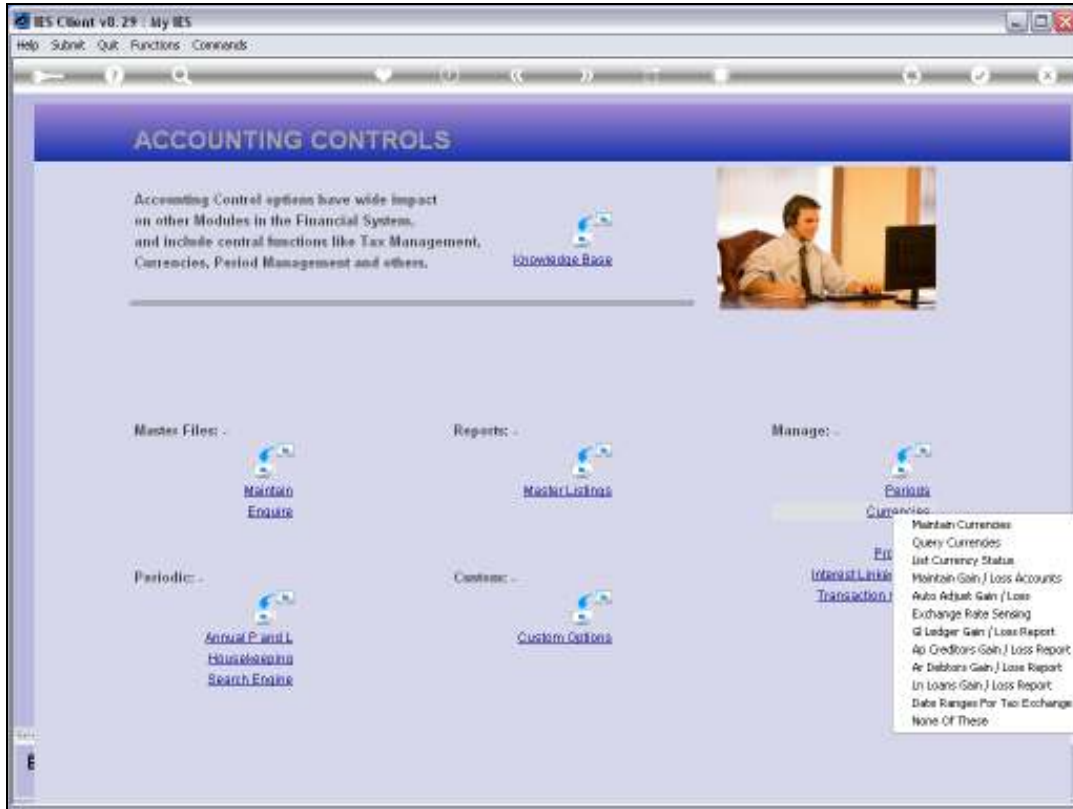 IES Client v8.29 : My IES
Help Submit Quit Functions Commands
ACCOUNTING CONTROLS
Accounting Control options have wide impact
on other Modules in the Financial System,
and include central functions like Tax Management,
Currencies, Period Management and others.
Knowledge Base
Master Files: -
Maintain
Enquire
Reports: -
Master Listings
Manage: -
Periods
Currencies
Maintain Currencies
Query Currencies
List Currency Status
Maintain Gain / Loss Accounts
Auto Adjust Gain / Loss
Exchange Rate Sensing
Gl Ledger Gain / Loss Report
Ap Creditors Gain / Loss Report
Ar Debtors Gain / Loss Report
Ln Loans Gain / Loss Report
Date Ranges For Tax Exchange
None Of These
Transaction
Periodic: -
Annual P and L
Housekeeping
Search Engine
Custom: -
Custom Options